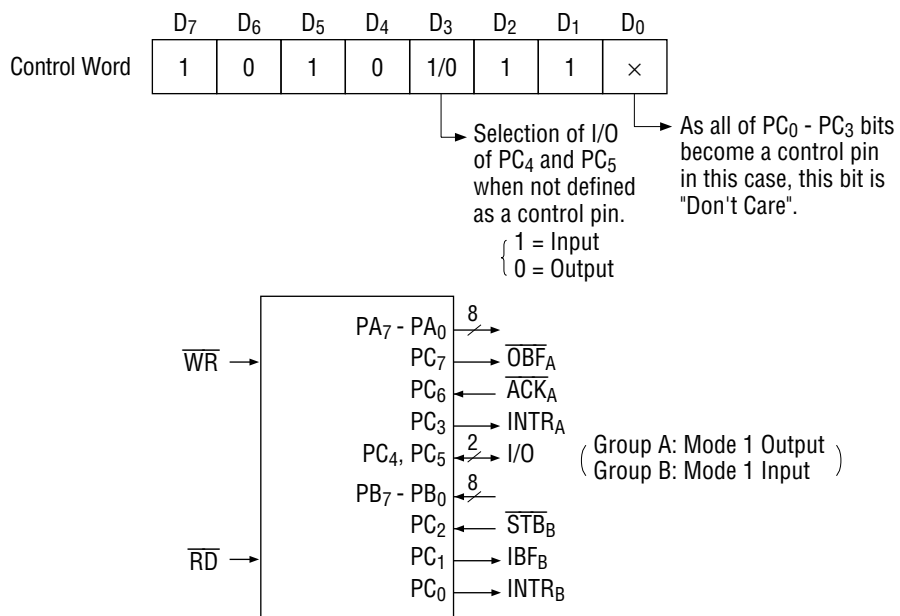 D7 D6 D5 D4 D3 D2 D1 D0
Control Word 1 0 1 0 1/0 1 1 ×
Selection of I/O
of PC4 and PC5
when not defined
as a control pin.
1 = Input
0 = Output
As all of PC0 - PC3 bits
become a control pin
in this case, this bit is
"Don't Care".
WR
RD
PA7 - PA0 8
PC7 OBFA
PC6 ACKA
PC3 INTRA
PC4, PC5 2 I/O
PB7 - PB0 8
PC2 STBB
PC1 IBFB
PC0 INTRB
Group A: Mode 1 Output
Group B: Mode 1 Input